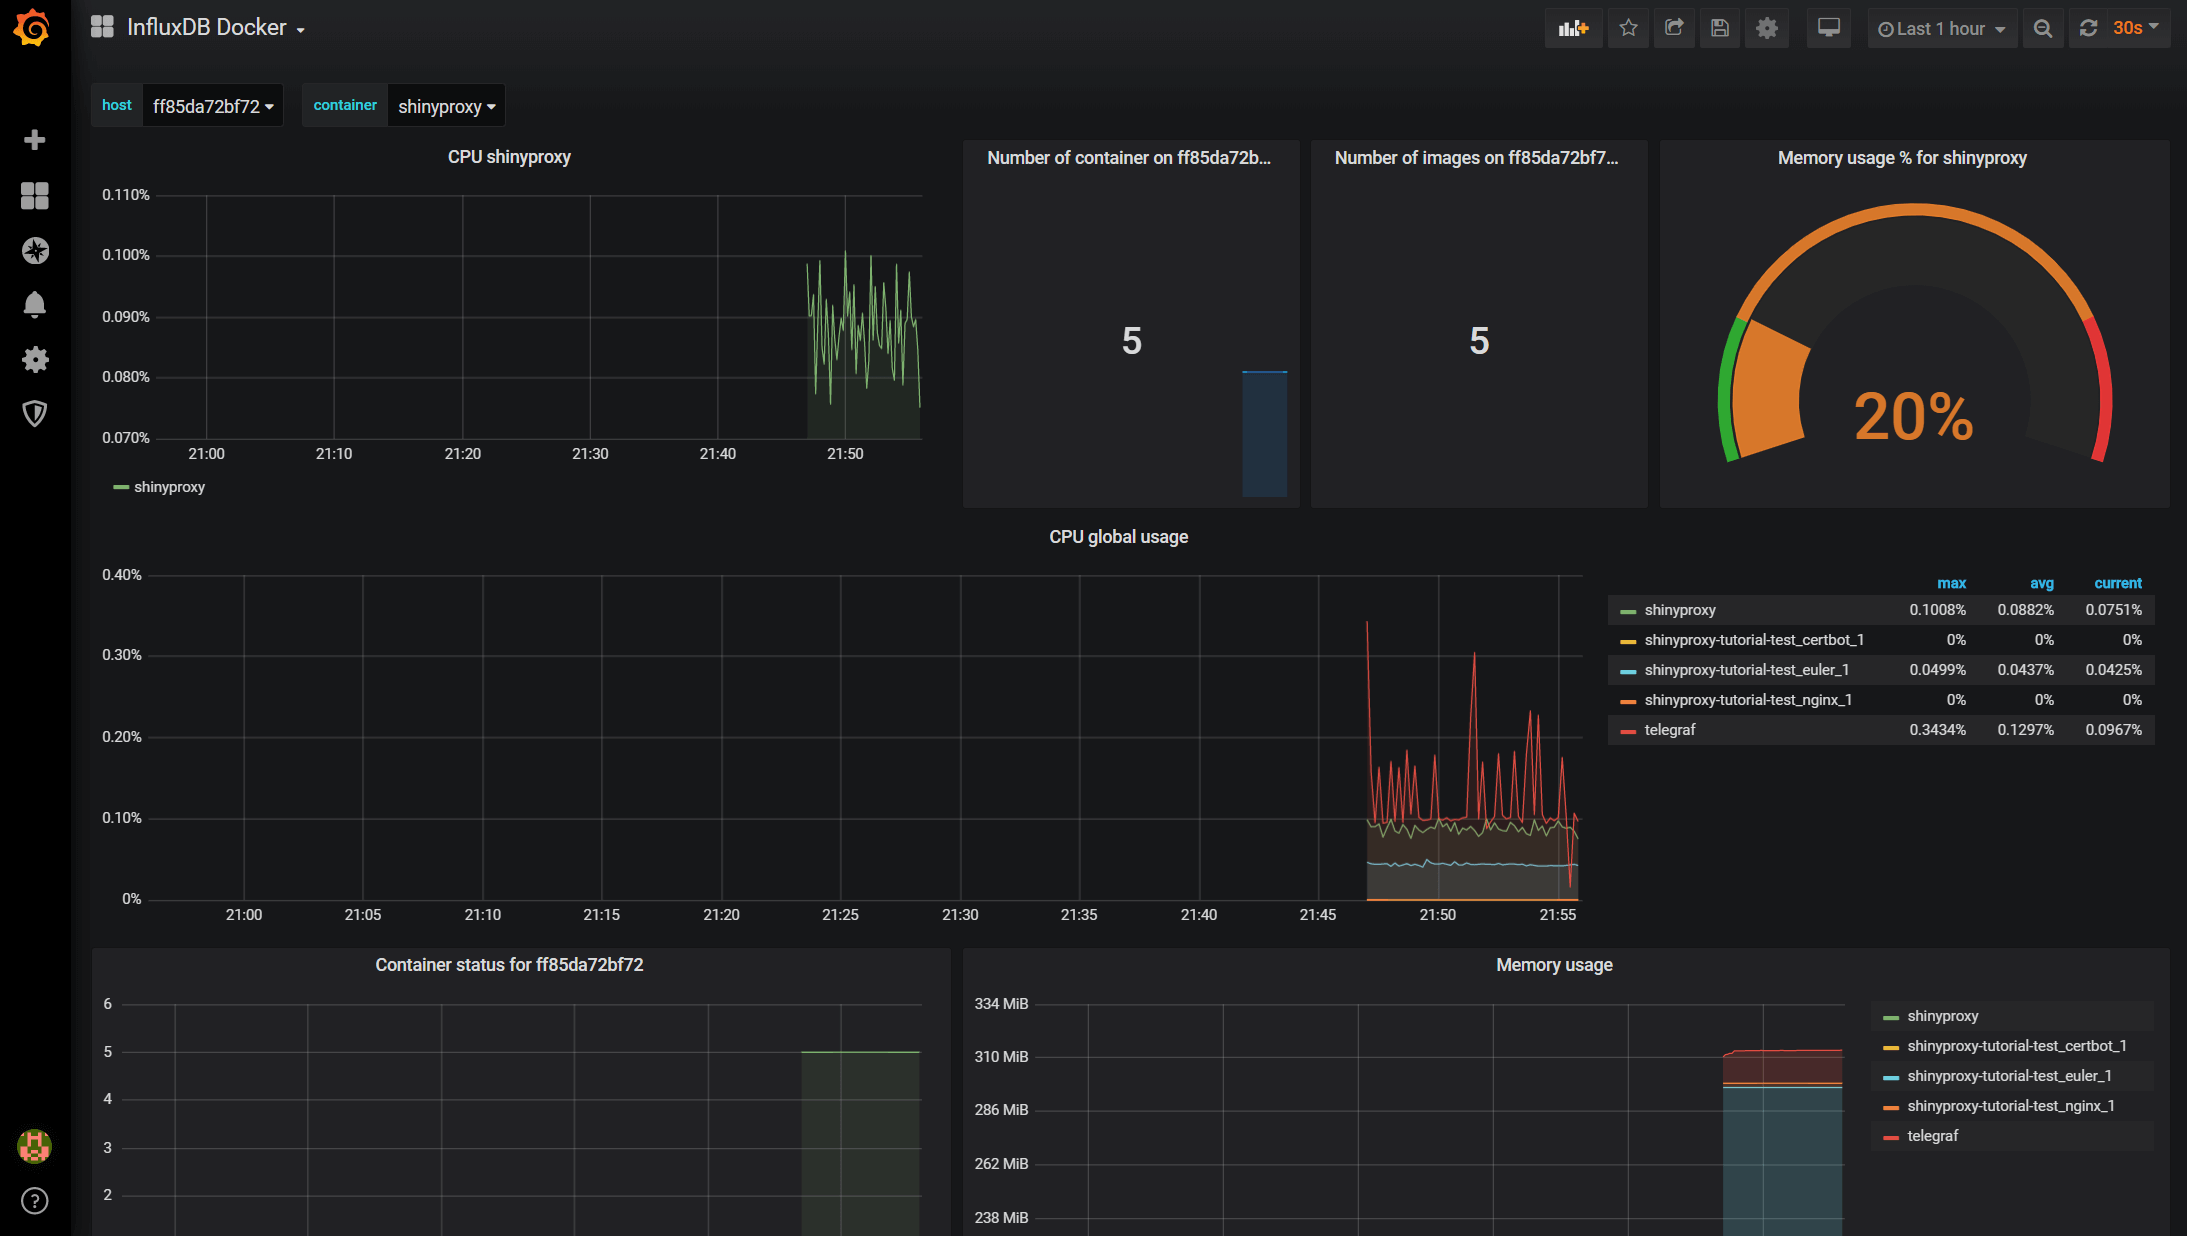 InfluxDB Docker
Last 1 hour
30s
host ff85da72bf72 container shinyproxy
CPU shinyproxy
0.110%
0.100%
0.090%
0.080%
0.070%
21:00 21:10 21:20 21:30 21:40 21:50
shinyproxy
Number of container on ff85da72b...
5
Number of images on ff85da72bf7...
5
Memory usage % for shinyproxy
20%
CPU global usage
0.40%
0.30%
0.20%
0.10%
0%
21:00 21:05 21:10 21:15 21:20 21:25 21:30 21:35 21:40 21:45 21:50 21:55
max avg current
shinyproxy 0.1008% 0.0882% 0.0751%
shinyproxy-tutorial-test_certbot_1 0% 0% 0%
shinyproxy-tutorial-test_euler_1 0.0499% 0.0437% 0.0425%
shinyproxy-tutorial-test_nginx_1 0% 0% 0%
telegraf 0.3434% 0.1297% 0.0967%
Container status for ff85da72bf72
6
5
4
3
2
Memory usage
334 MiB
310 MiB
286 MiB
262 MiB
238 MiB
shinyproxy
shinyproxy-tutorial-test_certbot_1
shinyproxy-tutorial-test_euler_1
shinyproxy-tutorial-test_nginx_1
telegraf